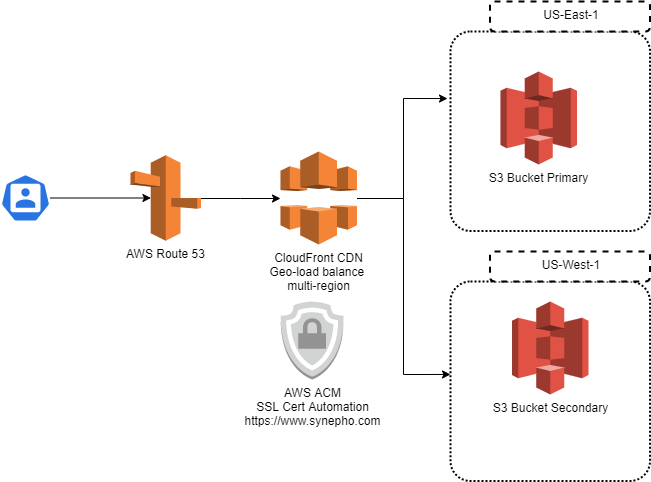 US-East-1
S3 Bucket Primary
AWS Route 53
CloudFront CDN
Geo-load balance
multi-region
US-West-1
AWS ACM
SSL Cert Automation
https://www.synepho.com
S3 Bucket Secondary